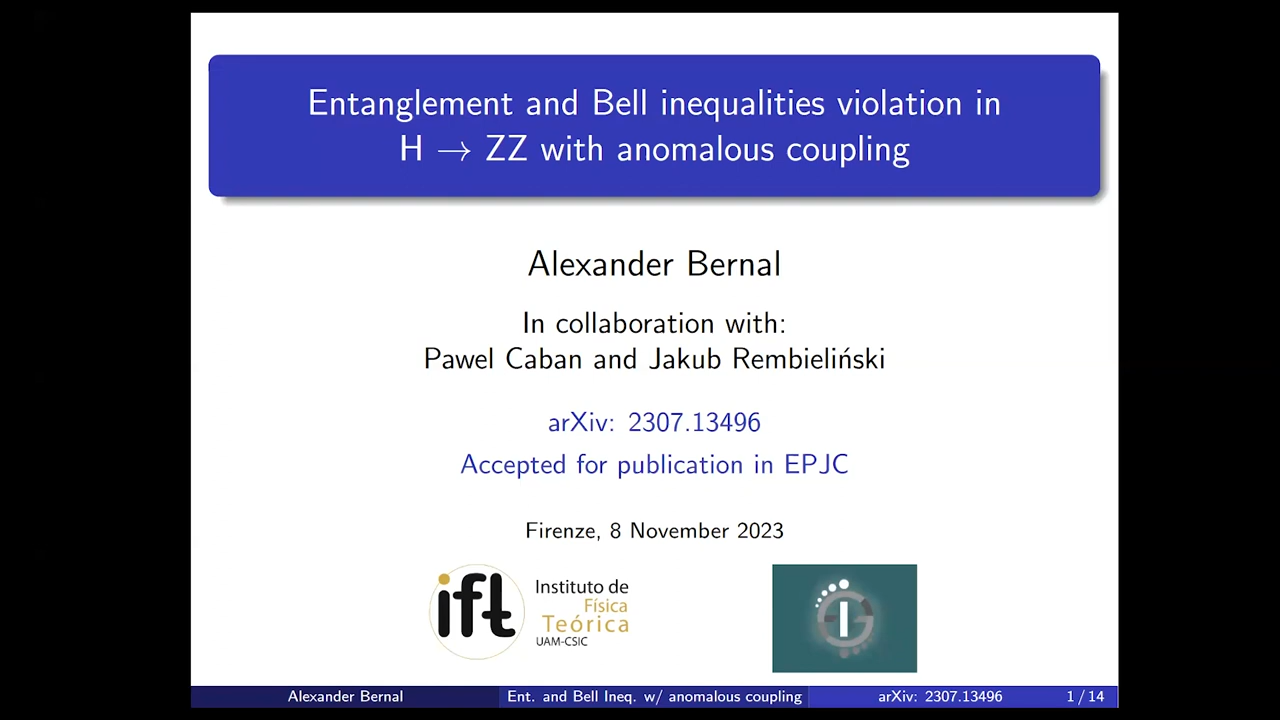 Entanglement and Bell inequalities violation in
H → ZZ with anomalous coupling
Alexander Bernal
In collaboration with:
Pawel Caban and Jakub Rembieliński
arXiv: 2307.13496
Accepted for publication in EPJC
Firenze, 8 November 2023
ift
Instituto de
Física
Teórica
UAM-CSIC
Alexander Bernal
Ent. and Bell Ineq. w/ anomalous coupling
arXiv: 2307.13496
1 / 14